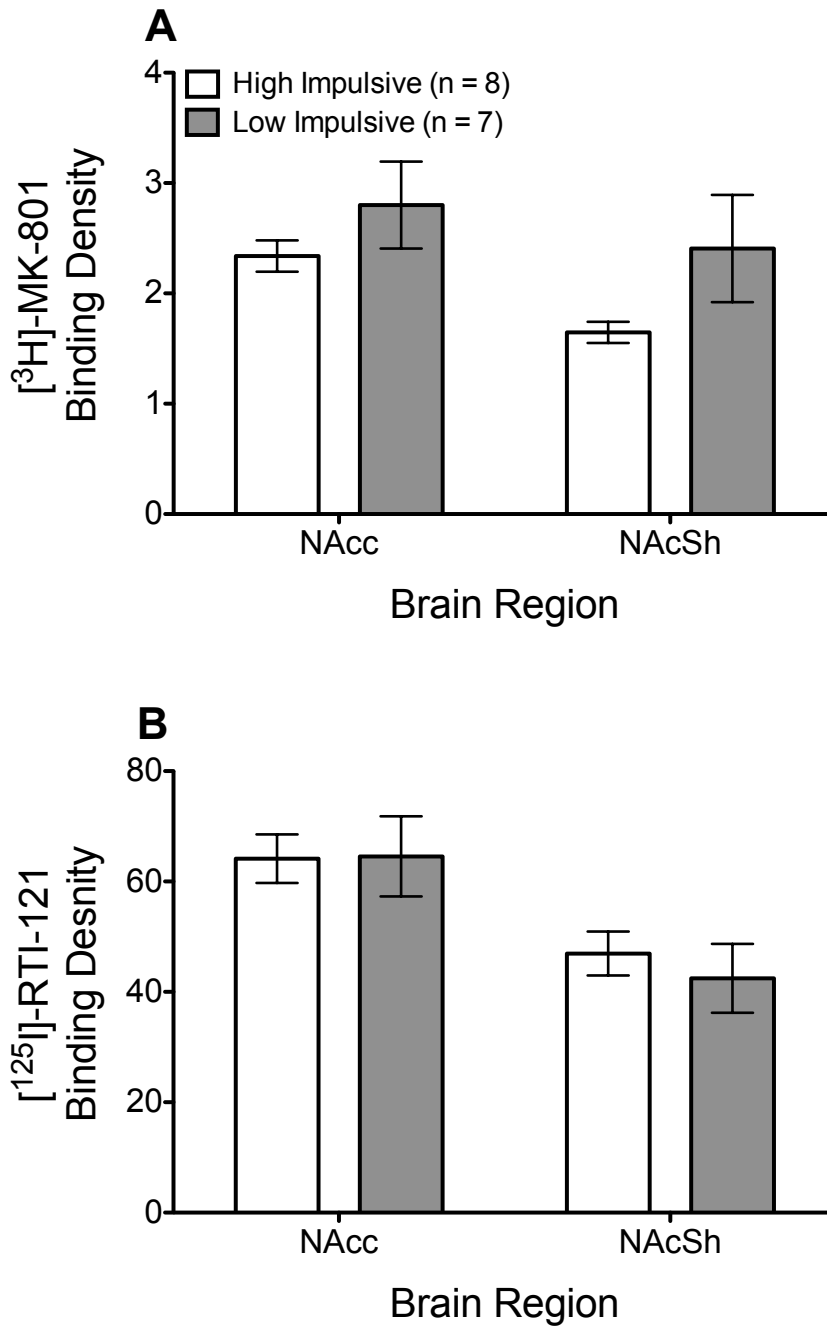 A
4
High Impulsive (n = 8)
Low Impulsive (n = 7)
3
2
1
0
[³H]-MK-801
Binding Density
NAcc NAcSh
Brain Region
B
80
60
40
20
0
[¹²⁵I]-RTI-121
Binding Desnity
NAcc NAcSh
Brain Region